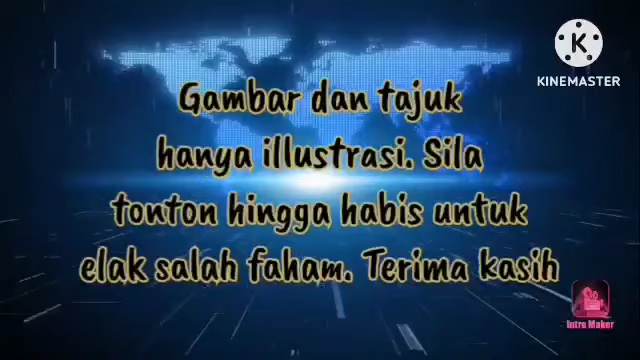 KINEMASTER
Gambar dan tajuk
hanya illustrasi. Sila
tonton hingga habis untuk
elak salah faham. Terima kasih
Intro Maker